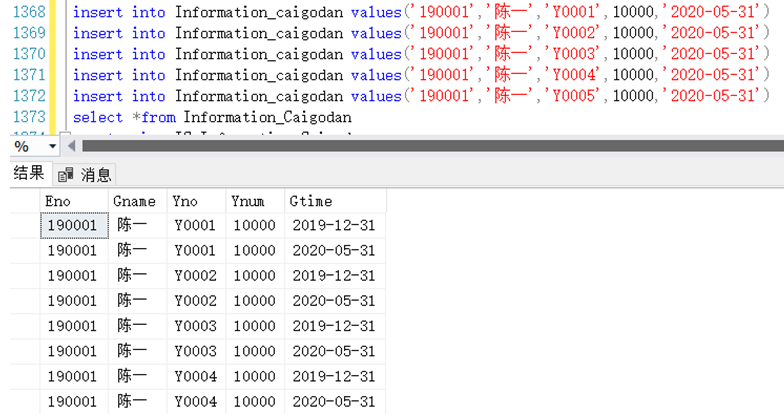 1368 insert into Information_caigodan values('190001','陈一','Y0001',10000,'2020-05-31')
1369 insert into Information_caigodan values('190001','陈一','Y0002',10000,'2020-05-31')
1370 insert into Information_caigodan values('190001','陈一','Y0003',10000,'2020-05-31')
1371 insert into Information_caigodan values('190001','陈一','Y0004',10000,'2020-05-31')
1372 insert into Information_caigodan values('190001','陈一','Y0005',10000,'2020-05-31')
1373 select *from Information_Caigodan
%
结果 消息
Eno Gname Yno Ynum Gtime
190001 陈一 Y0001 10000 2019-12-31
190001 陈一 Y0001 10000 2020-05-31
190001 陈一 Y0002 10000 2019-12-31
190001 陈一 Y0002 10000 2020-05-31
190001 陈一 Y0003 10000 2019-12-31
190001 陈一 Y0003 10000 2020-05-31
190001 陈一 Y0004 10000 2019-12-31
190001 陈一 Y0004 10000 2020-05-31